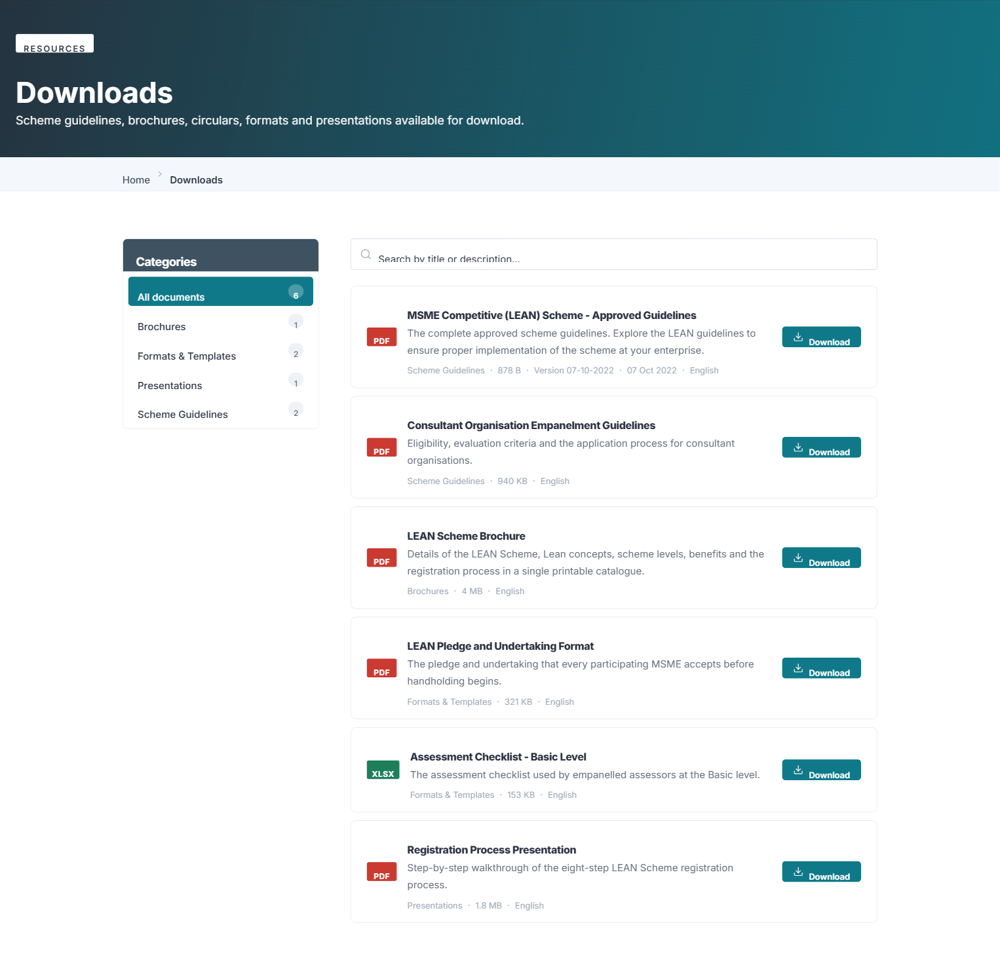 RESOURCES
Downloads
Scheme guidelines, brochures, circulars, formats and presentations available for download.
Home
Downloads
Categories
All documents 6
Brochures 1
Formats & Templates 2
Presentations 1
Scheme Guidelines 2
Search by title or description...
MSME Competitive (LEAN) Scheme - Approved Guidelines
PDF
The complete approved scheme guidelines. Explore the LEAN guidelines to
ensure proper implementation of the scheme at your enterprise.
Scheme Guidelines · 878 B · Version 07-10-2022 · 07 Oct 2022 · English
Download
Consultant Organisation Empanelment Guidelines
PDF
Eligibility, evaluation criteria and the application process for consultant
organisations.
Scheme Guidelines · 940 KB · English
Download
LEAN Scheme Brochure
PDF
Details of the LEAN Scheme, Lean concepts, scheme levels, benefits and the
registration process in a single printable catalogue.
Brochures · 4 MB · English
Download
LEAN Pledge and Undertaking Format
PDF
The pledge and undertaking that every participating MSME accepts before
handholding begins.
Formats & Templates · 321 KB · English
Download
Assessment Checklist - Basic Level
XLSX
The assessment checklist used by empanelled assessors at the Basic level.
Formats & Templates · 153 KB · English
Download
Registration Process Presentation
PDF
Step-by-step walkthrough of the eight-step LEAN Scheme registration
process.
Presentations · 1.8 MB · English
Download